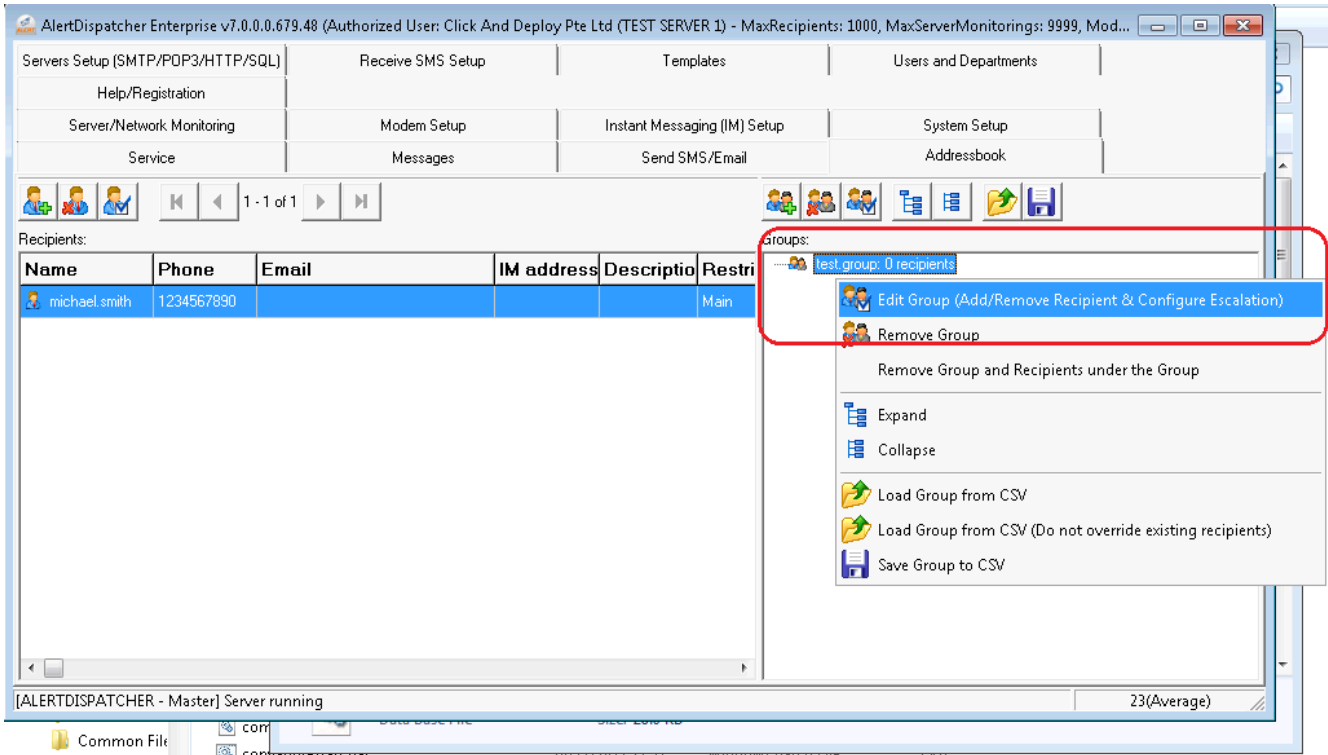 AlertDispatcher Enterprise v7.0.0.0.679.48 (Authorized User: Click And Deploy Pte Ltd (TEST SERVER 1) - MaxRecipients: 1000, MaxServerMonitorings: 9999, Mod...
Servers Setup (SMTP/POP3/HTTP/SQL) Receive SMS Setup Templates Users and Departments
Help/Registration
Server/Network Monitoring Modem Setup Instant Messaging (IM) Setup System Setup
Service Messages Send SMS/Email Addressbook
1 - 1 of 1
Recipients: Groups:
Name Phone Email IM address Descriptio Restri
test.group: 0 recipients
michael.smith 1234567890 Main
Edit Group (Add/Remove Recipient & Configure Escalation)
Remove Group
Remove Group and Recipients under the Group
Expand
Collapse
Load Group from CSV
Load Group from CSV (Do not override existing recipients)
Save Group to CSV
[ALERTDISPATCHER - Master] Server running 23(Average)
Common File com